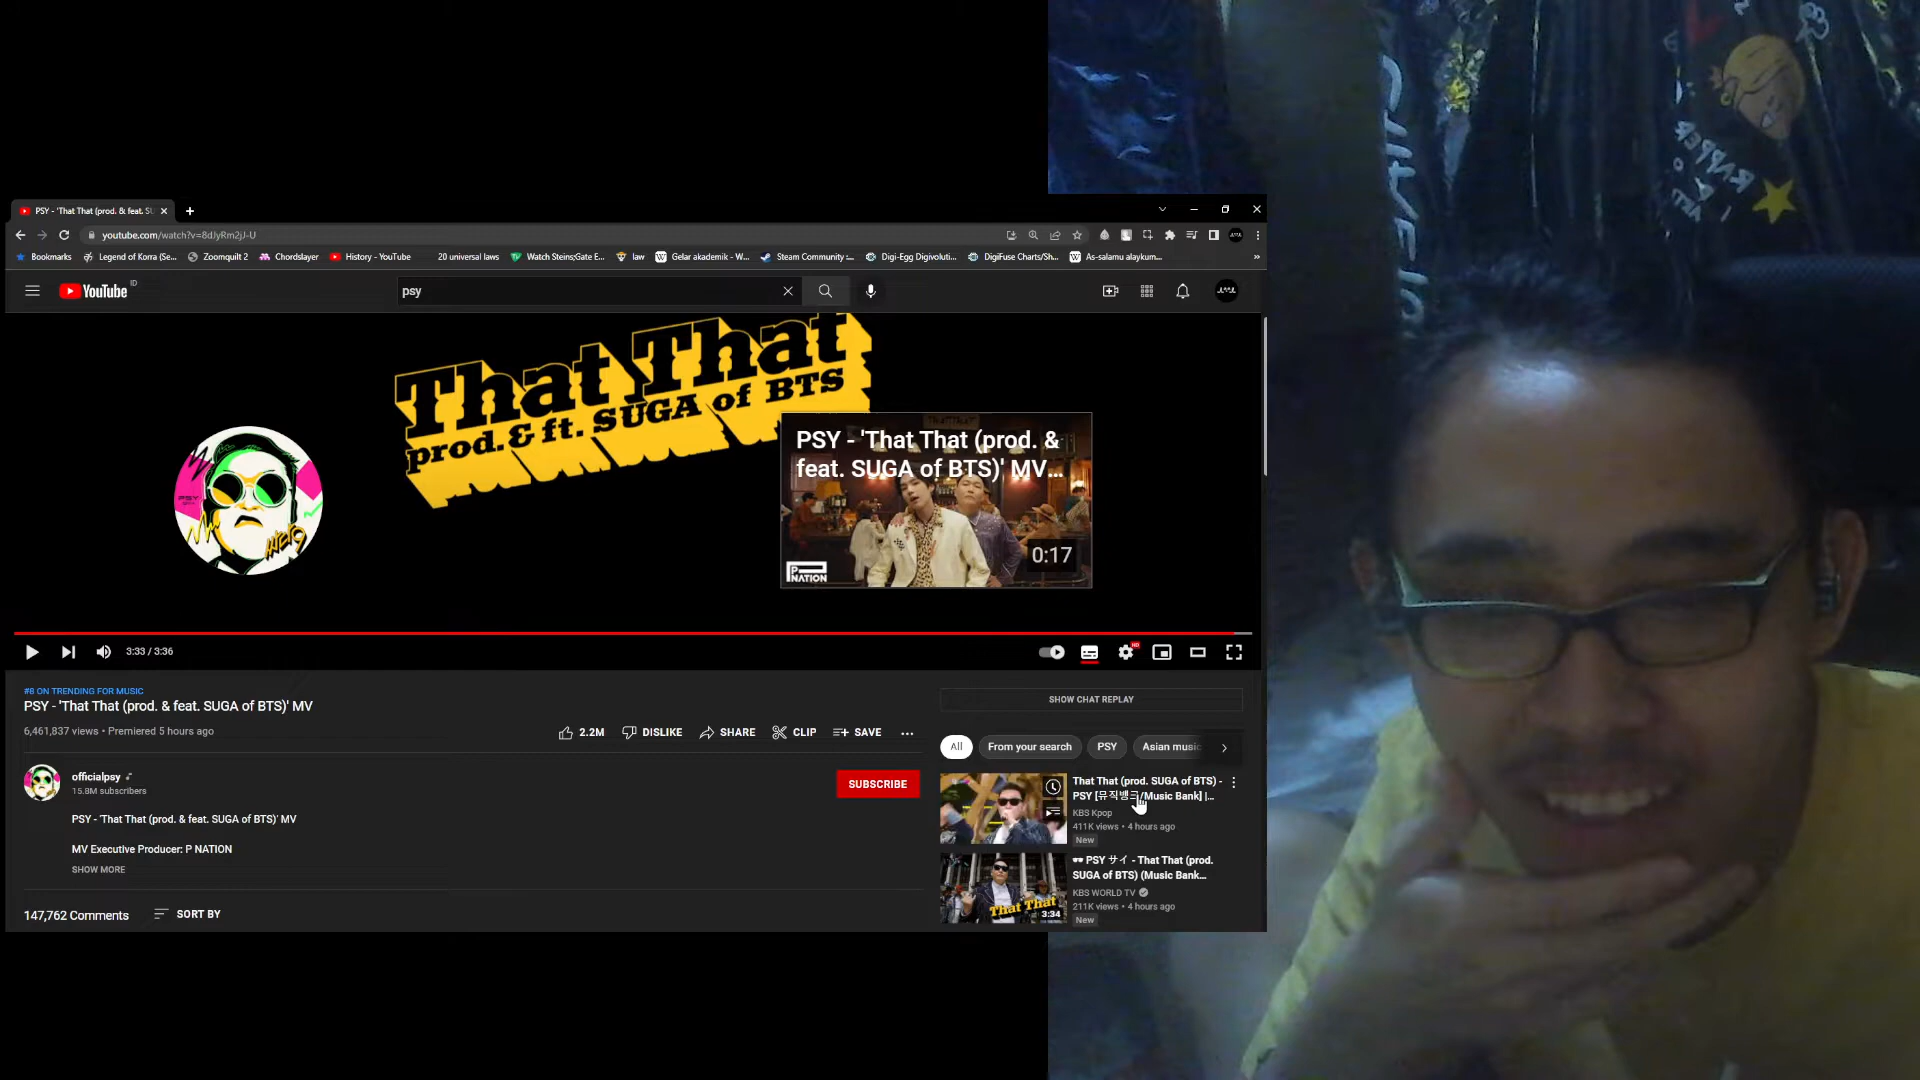 PSY - 'That That (prod. & feat. SU
youtube.com/watch?v=8dJyRm2jJ-U
Bookmarks
Legend of Korra (Se...
Zoomquilt 2
Chordslayer
History - YouTube
20 universal laws
Watch Steins;Gate E...
law
Gelar akademik - W...
Steam Community :...
Digi-Egg Digivoluti...
DigiFuse Charts/Sh...
As-salamu alaykum...
YouTube ID
psy
That That
prod. & ft. SUGA of BTS
PSY - 'That That (prod. &
feat. SUGA of BTS)' MV...
0:17
P NATION
3:33 / 3:36
HD
#6 ON TRENDING FOR MUSIC
PSY - 'That That (prod. & feat. SUGA of BTS)' MV
6,461,837 views • Premiered 5 hours ago
2.2M
DISLIKE
SHARE
CLIP
SAVE
officialpsy
15.8M subscribers
SUBSCRIBE
PSY - 'That That (prod. & feat. SUGA of BTS)' MV
MV Executive Producer: P NATION
SHOW MORE
147,762 Comments
SORT BY
SHOW CHAT REPLAY
All
From your search
PSY
Asian music
That That (prod. SUGA of BTS) -
PSY [뮤직뱅크/Music Bank] |...
KBS Kpop
411K views • 4 hours ago
New
PSY サイ - That That (prod.
SUGA of BTS) (Music Bank...
KBS WORLD TV
211K views • 4 hours ago
New
That That
3:34